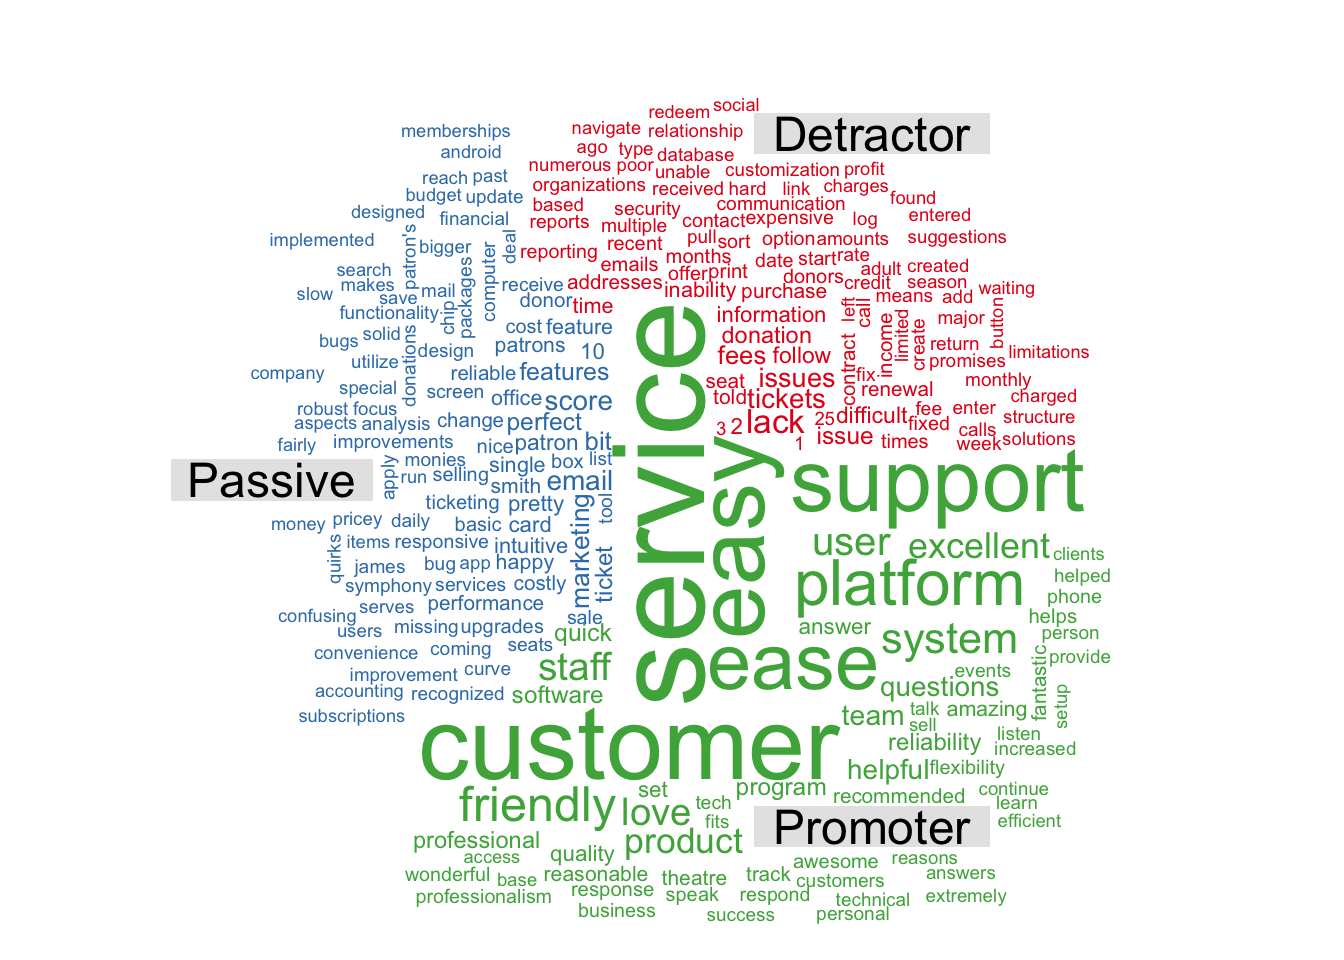 social
redeem
Detractor
navigate relationship
memberships
ago type database
android
numerous poor unable customization profit
reach past
organizations received hard link charges
budget update
based security communication found
designed financial
reports multiple contact expensive log entered
implemented patron's bigger deal
reporting recent pull sort option amounts suggestions
search computer packages emails months date start rate
makes receive addresses offer print donors adult created
slow save mail donor time inability purchase credit season waiting
functionality chip cost feature information left call means add
bugs solid patrons 10 donation income limited create major button
design fees follow contract return limitations
utilize donations reliable features seat issues fix promises
company special screen office score told tickets renewal monthly
robust focus charged
aspects analysis change perfect 3 2 lack 25 difficult fee enter structure
fairly improvements nice patron bit 1 issue times fixed calls
week solutions
service
easy
support
Passive
apply monies single box list
run selling smith email
ticketing pretty tool
money pricey daily basic card marketing
quirks items responsive intuitive user excellent clients
james bug app happy ticket platform helped
symphony services costly phone
serves performance
confusing sale answer helps
users missing upgrades quick system person
convenience coming seats staff ease events fantastic provide
improvement curve
accounting recognized software questions setup
subscriptions team talk amazing
customer sell listen
reliability increased
helpful flexibility
set program continue
friendly love tech recommended learn
fits Promoter efficient
professional product
access quality awesome reasons
wonderful base reasonable theatre track customers answers
professionalism response speak respond technical extremely
business success personal